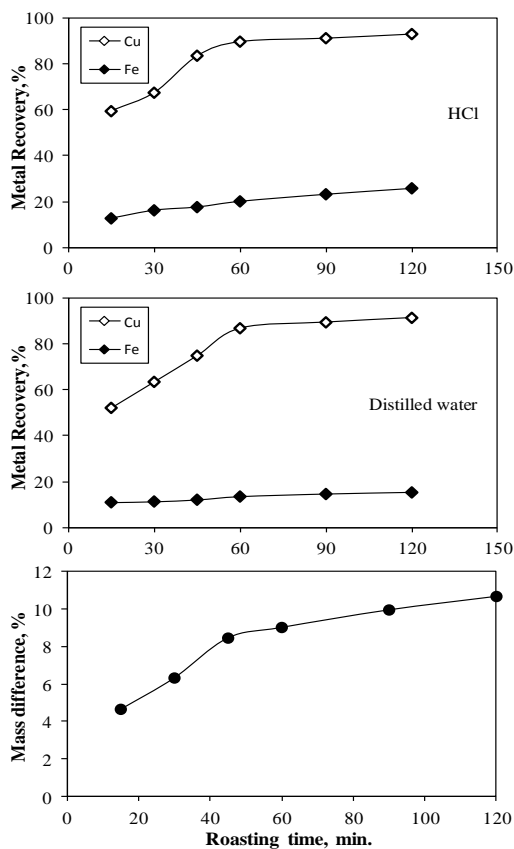 100
80
60
40
20
0
Metal Recovery,%
Cu
Fe
HCl
0 30 60 90 120 150
100
80
60
40
20
0
Metal Recovery,%
Cu
Fe
Distilled water
0 30 60 90 120 150
12
10
8
6
4
2
0
Mass difference, %
0 20 40 60 80 100 120
Roasting time, min.